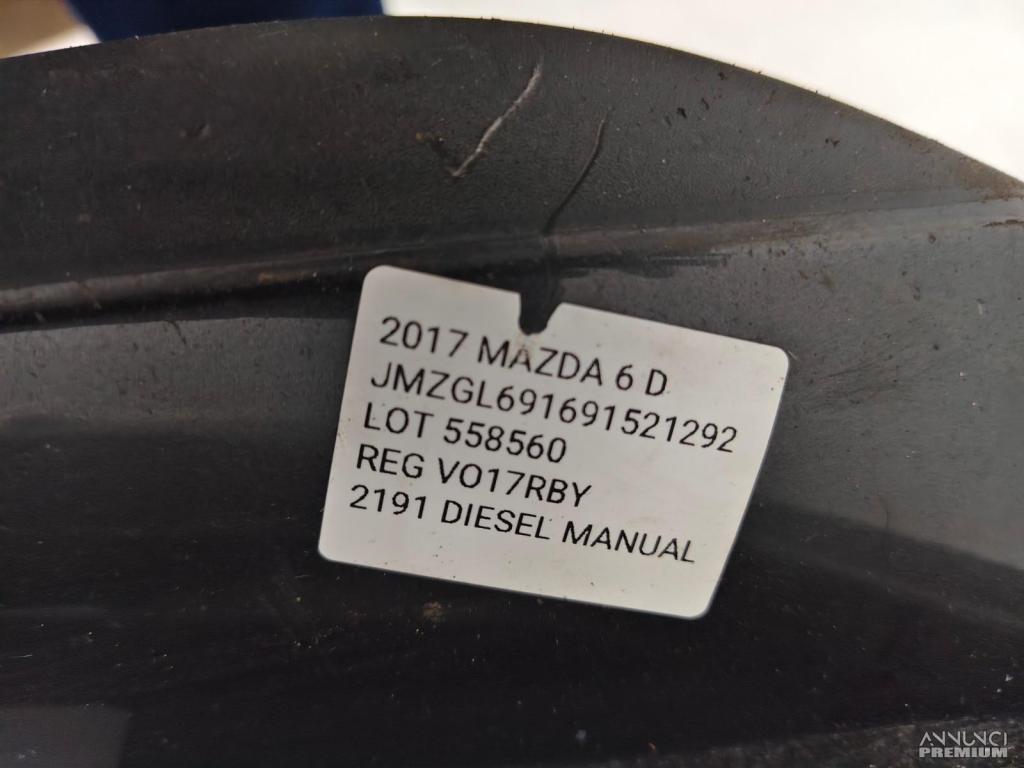 2017 MAZDA 6 D
JMZGL691691521292
LOT 558560
REG VO17RBY
2191 DIESEL MANUAL
ANNUNCI
PREMIUM